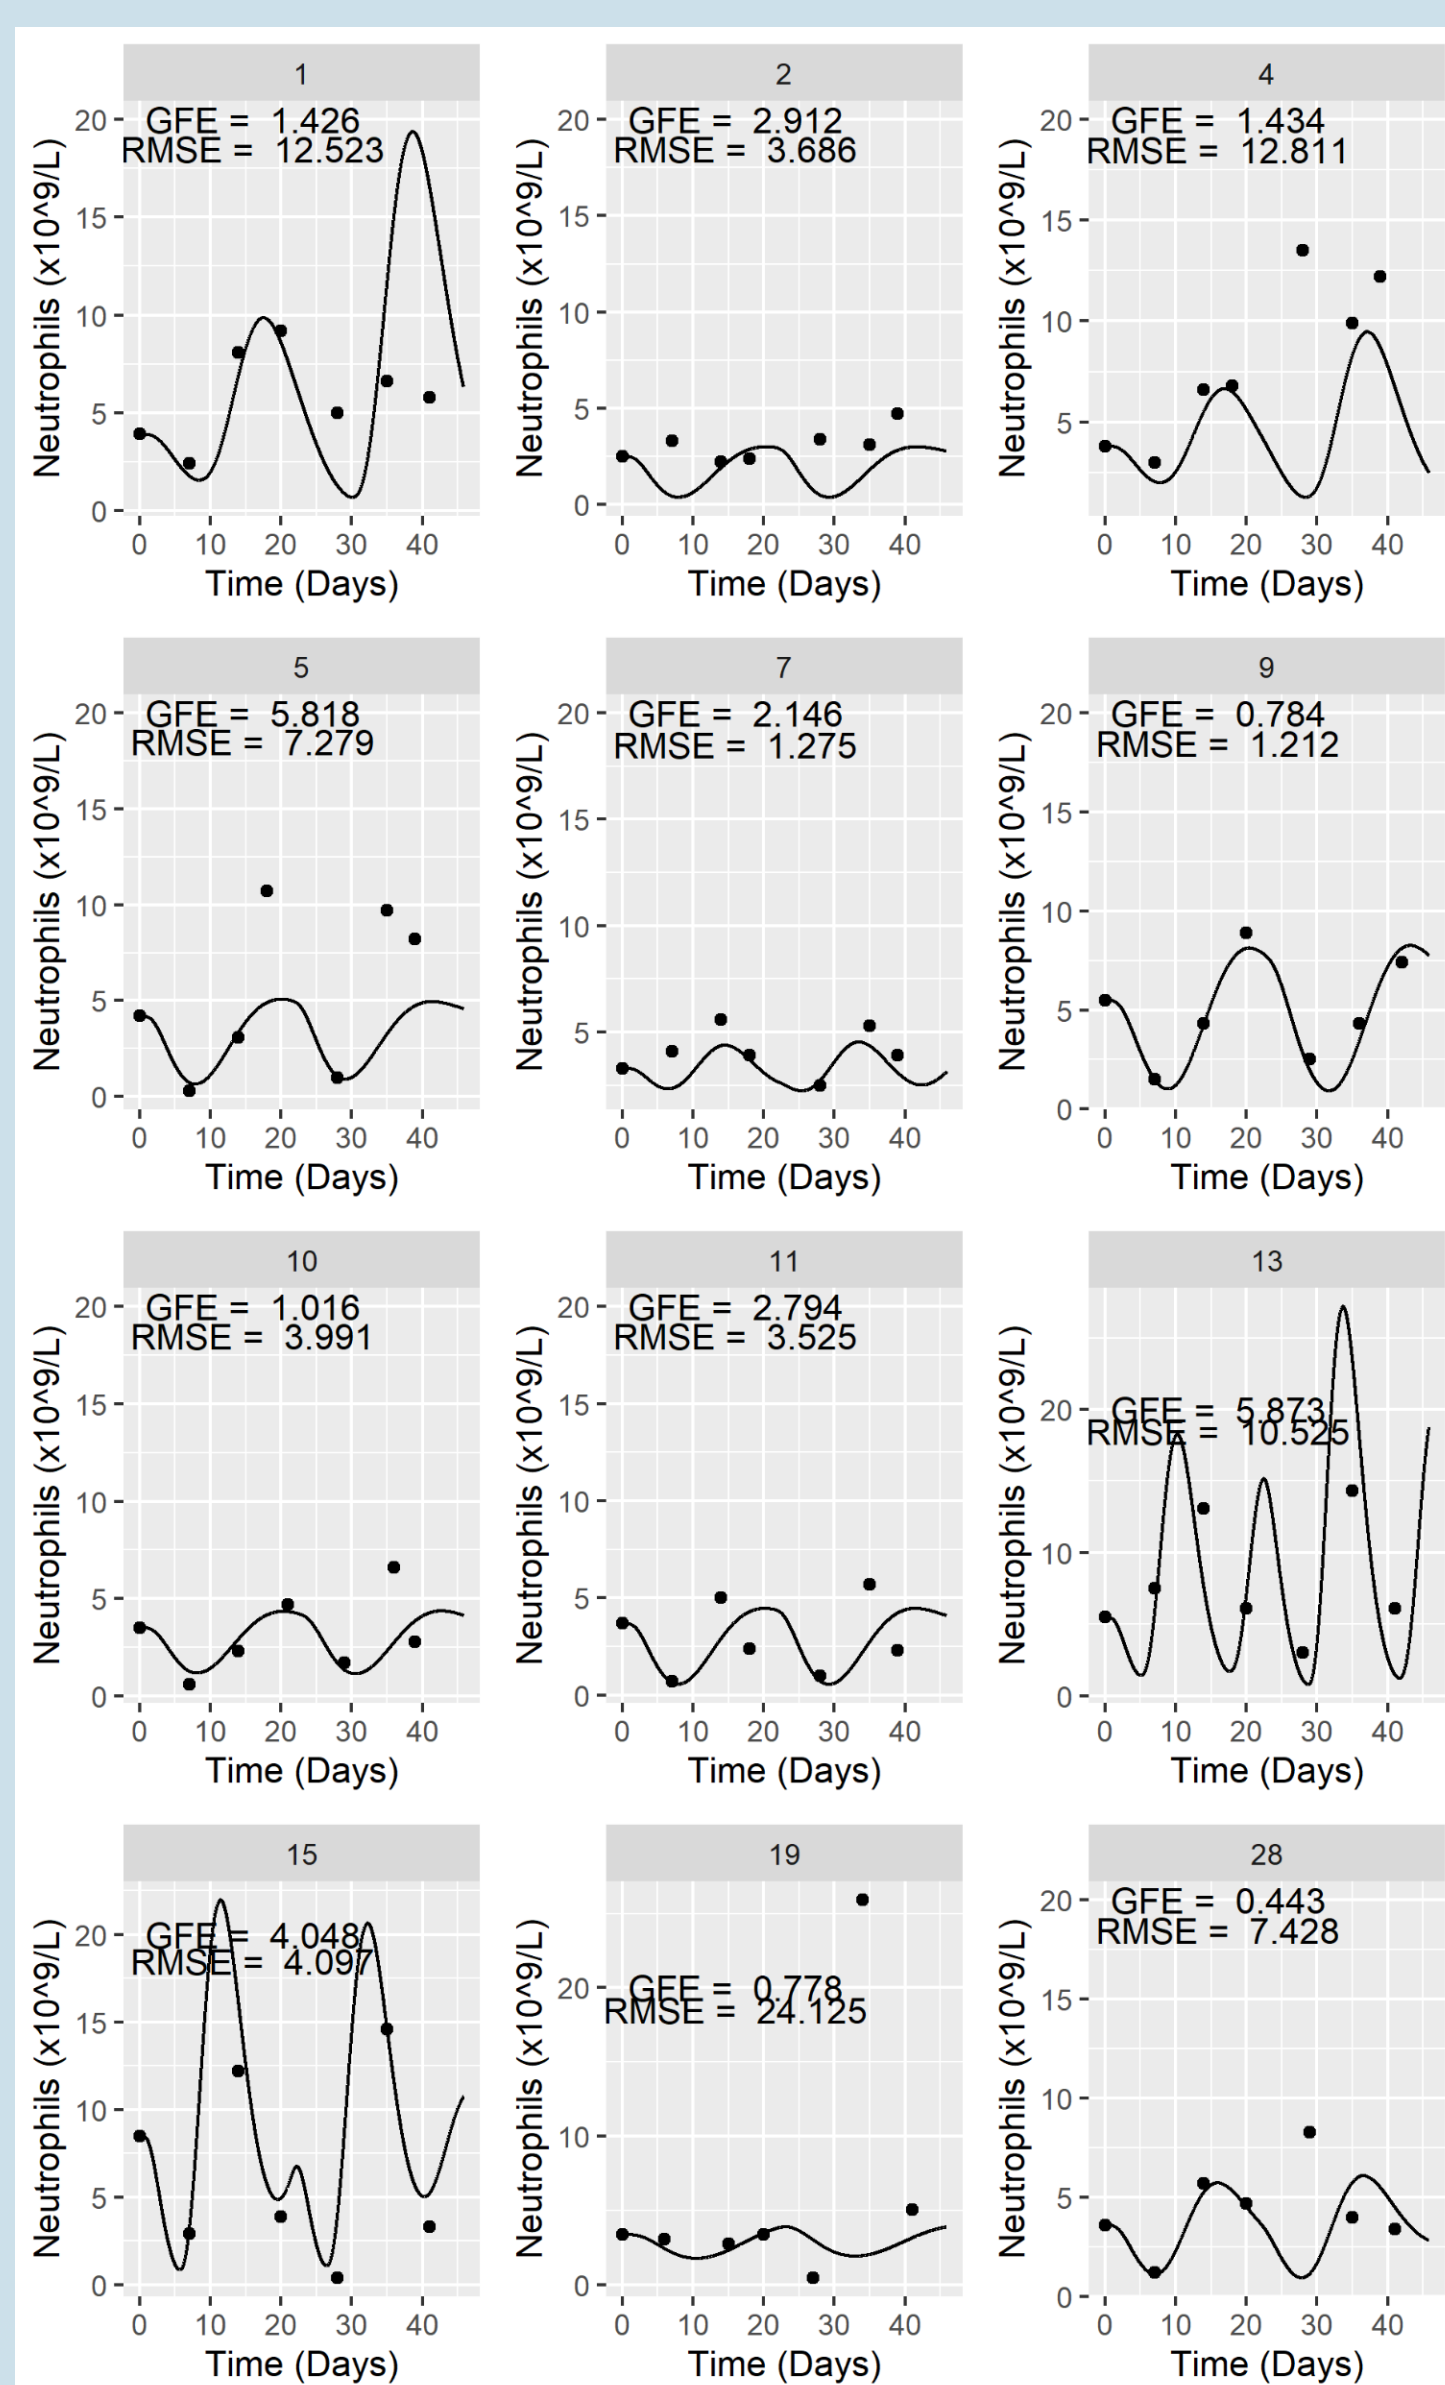 1
GFE = 1.426
RMSE = 12.523
20
15
10
5
0
Neutrophils (x10^9/L)
0 10 20 30 40
Time (Days)
2
GFE = 2.912
RMSE = 3.686
20
15
10
5
0
Neutrophils (x10^9/L)
0 10 20 30 40
Time (Days)
4
GFE = 1.434
RMSE = 12.811
20
15
10
5
Neutrophils (x10^9/L)
0 10 20 30 40
Time (Days)
5
GFE = 5.818
RMSE = 7.279
20
15
10
5
0
Neutrophils (x10^9/L)
0 10 20 30 40
Time (Days)
7
GFE = 2.146
RMSE = 1.275
20
15
10
5
Neutrophils (x10^9/L)
0 10 20 30 40
Time (Days)
9
GFE = 0.784
RMSE = 1.212
20
15
10
5
0
Neutrophils (x10^9/L)
0 10 20 30 40
Time (Days)
10
GFE = 1.016
RMSE = 3.991
20
15
10
5
0
Neutrophils (x10^9/L)
0 10 20 30 40
Time (Days)
11
GFE = 2.794
RMSE = 3.525
20
15
10
5
0
Neutrophils (x10^9/L)
0 10 20 30 40
Time (Days)
13
GFE = 5.873
RMSE = 10.525
20
10
0
Neutrophils (x10^9/L)
0 10 20 30 40
Time (Days)
15
GFE = 4.048
RMSE = 4.097
20
15
10
5
0
Neutrophils (x10^9/L)
0 10 20 30 40
Time (Days)
19
GFE = 0.778
RMSE = 24.125
20
10
0
Neutrophils (x10^9/L)
0 10 20 30 40
Time (Days)
28
GFE = 0.443
RMSE = 7.428
20
15
10
5
0
Neutrophils (x10^9/L)
0 10 20 30 40
Time (Days)